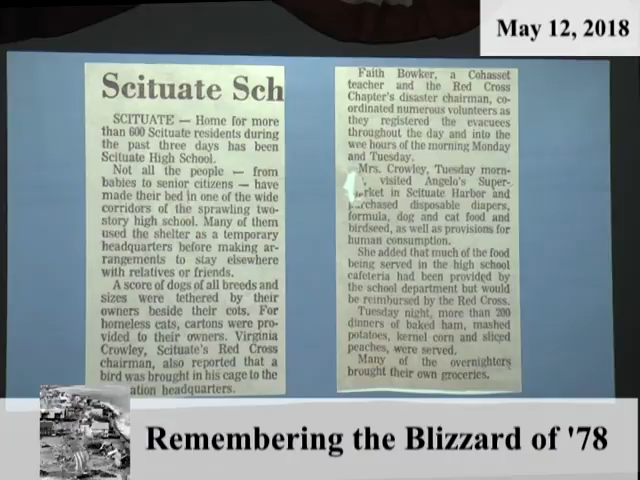 May 12, 2018
Scituate Sch
SCITUATE — Home for more
than 600 Scituate residents during
the past three days has been
Scituate High School.
Not all the people — from
babies to senior citizens — have
made their bed in one of the wide
corridors of the sprawling two-
story high school. Many of them
used the shelter as a temporary
headquarters before making ar-
rangements to stay elsewhere
with relatives or friends.
A score of dogs of all breeds and
sizes were tethered by their
owners beside their cots. For
homeless cats, cartons were pro-
vided to their owners. Virginia
Crowley, Scituate's Red Cross
chairman, also reported that a
bird was brought in his cage to the
ation headquarters.
Faith Bowker, a Cohasset
teacher and the Red Cross
Chapter's disaster chairman, co-
ordinated numerous volunteers as
they registered the evacuees
throughout the day and into the
wee hours of the morning Monday
and Tuesday.
Mrs. Crowley, Tuesday morn-
visited Angelo's Super-
rket in Scituate Harbor and
purchased disposable diapers,
formula, dog and cat food and
birdseed, as well as provisions for
human consumption.
She added that much of the food
being served in the high school
cafeteria had been provided by
the school department but would
be reimbursed by the Red Cross.
Tuesday night, more than 200
dinners of baked ham, mashed
potatoes, kernel corn and sliced
peaches, were served.
Many of the overnighters
brought their own groceries.
Remembering the Blizzard of '78